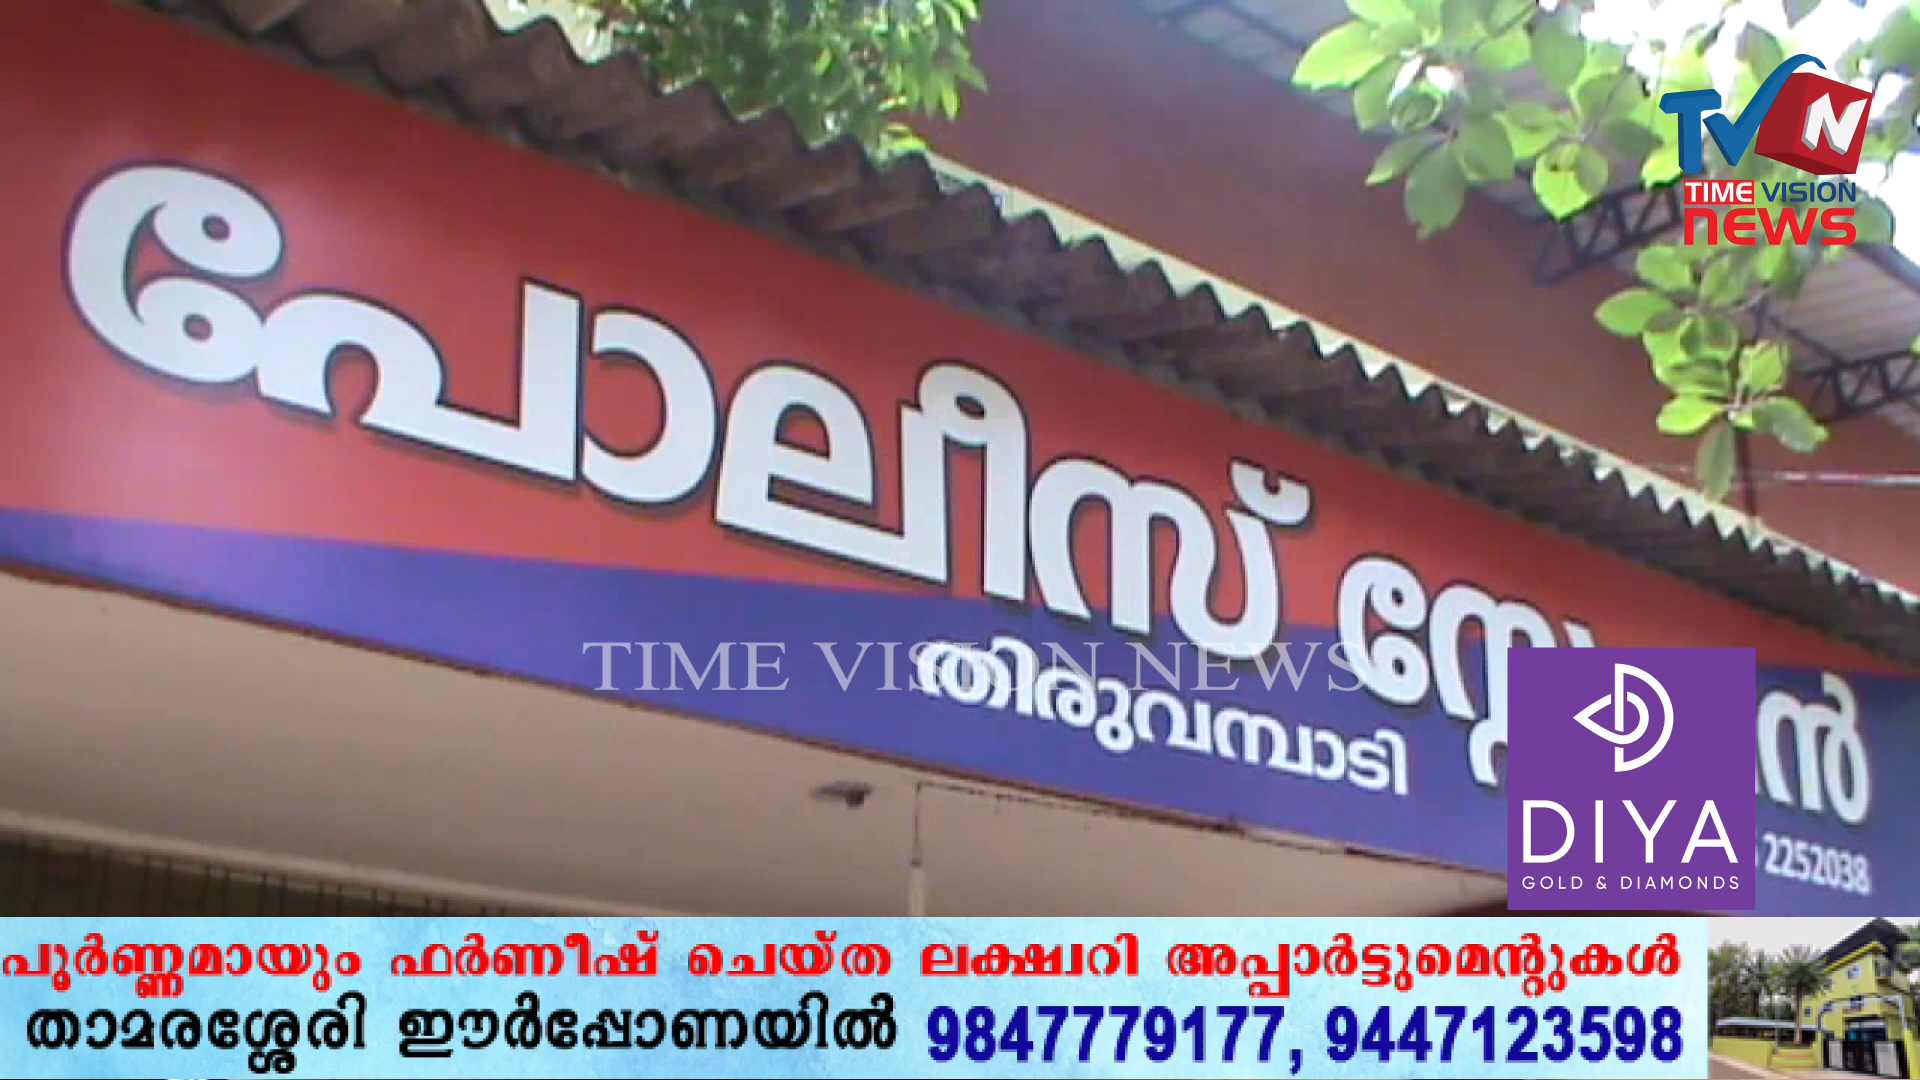 TVN
TIME VISION
NEWS
പോലീസ് സ്റ്റേ
ൻ
തിരുവമ്പാടി
TIME VISION NEWS
2252038
DIYA
GOLD & DIAMONDS
പൂർണ്ണമായും ഫർണീഷ് ചെയ്ത ലക്ഷ്വറി അപ്പാർട്ടുമെന്റുകൾ
താമരശ്ശേരി ഈർപ്പോണയിൽ 9847779177, 9447123598